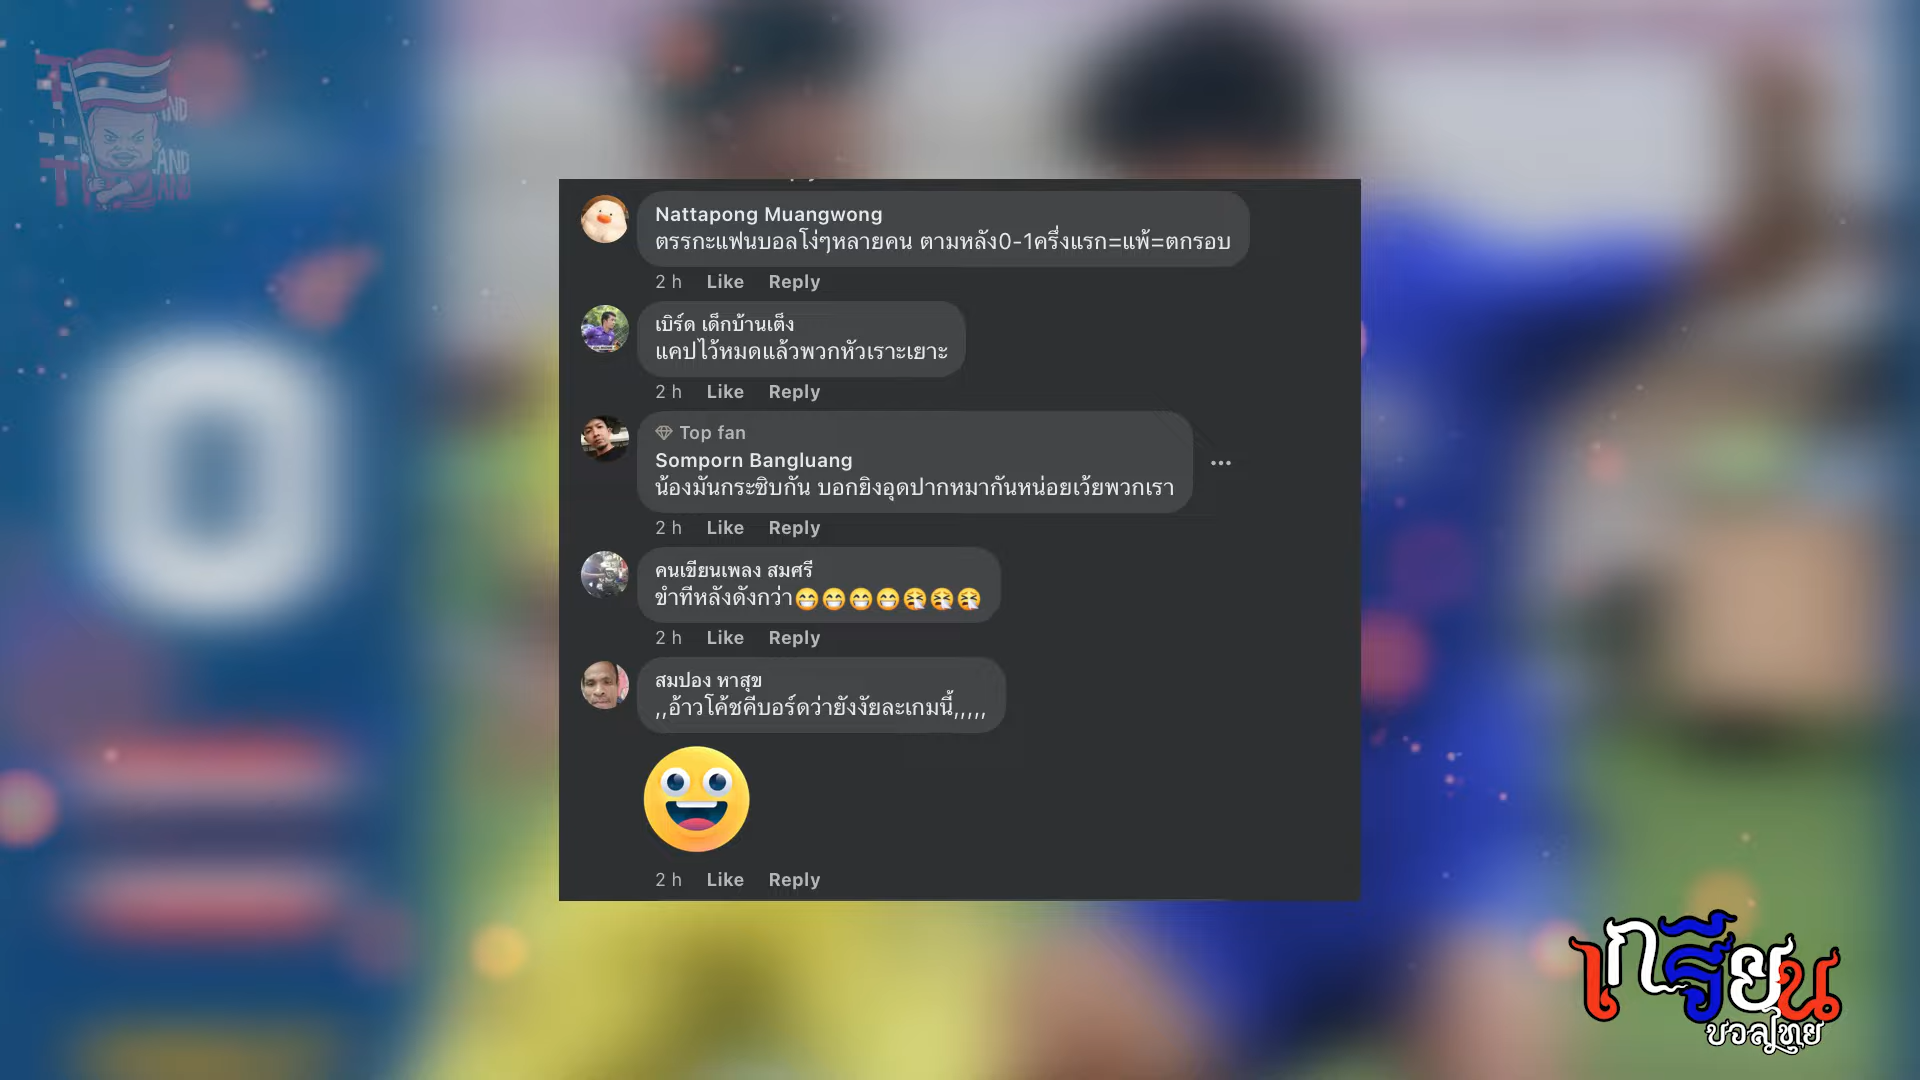 Nattapong Muangwong
ตรรกะแฟนบอลโง่ๆหลายคน ตามหลัง0-1ครึ่งแรก=แพ้=ตกรอบ
2 h Like Reply
เบิร์ด เด็กบ้านเต็ง
แคปไว้หมดแล้วพวกหัวเราะเยาะ
2 h Like Reply
Top fan
Somporn Bangluang
น้องมันกระซิบกัน บอกยิงอุดปากหมากันหน่อยเว้ยพวกเรา
2 h Like Reply
คนเขียนเพลง สมศรี
ขำทีหลังดังกว่า😁😁😁😁🤧🤧🤧
2 h Like Reply
สมปอง หาสุข
,,อ้าวโค้ชคีบอร์ดว่ายังงัยละเกมนี้,,,,,
2 h Like Reply
เกรียน
บอลไทย